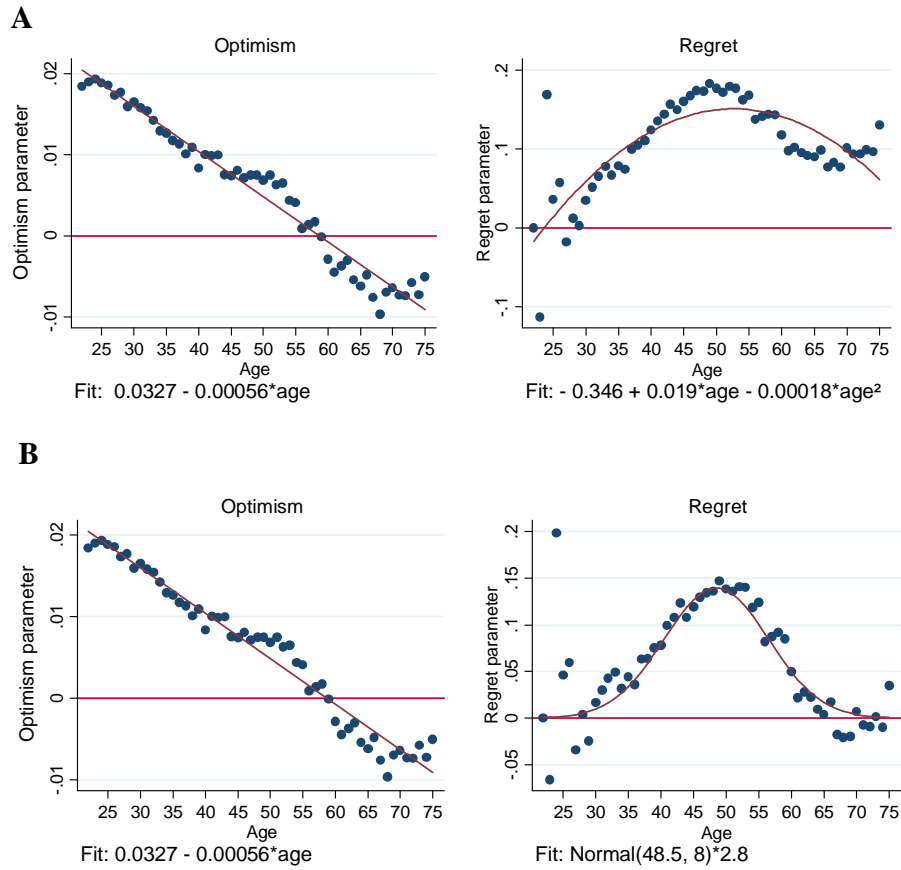 A
Optimism
Regret
Optimism parameter
.02
.01
0
-.01
25 30 35 40 45 50 55 60 65 70 75
Age
Fit: 0.0327 - 0.00056*age
Regret parameter
.2
.1
0
-.1
25 30 35 40 45 50 55 60 65 70 75
Age
Fit: - 0.346 + 0.019*age - 0.00018*age²
B
Optimism
Regret
Optimism parameter
.02
.01
0
-.01
25 30 35 40 45 50 55 60 65 70 75
Age
Fit: 0.0327 - 0.00056*age
Regret parameter
.2
.15
.1
.05
0
-.05
25 30 35 40 45 50 55 60 65 70 75
Age
Fit: Normal(48.5, 8)*2.8